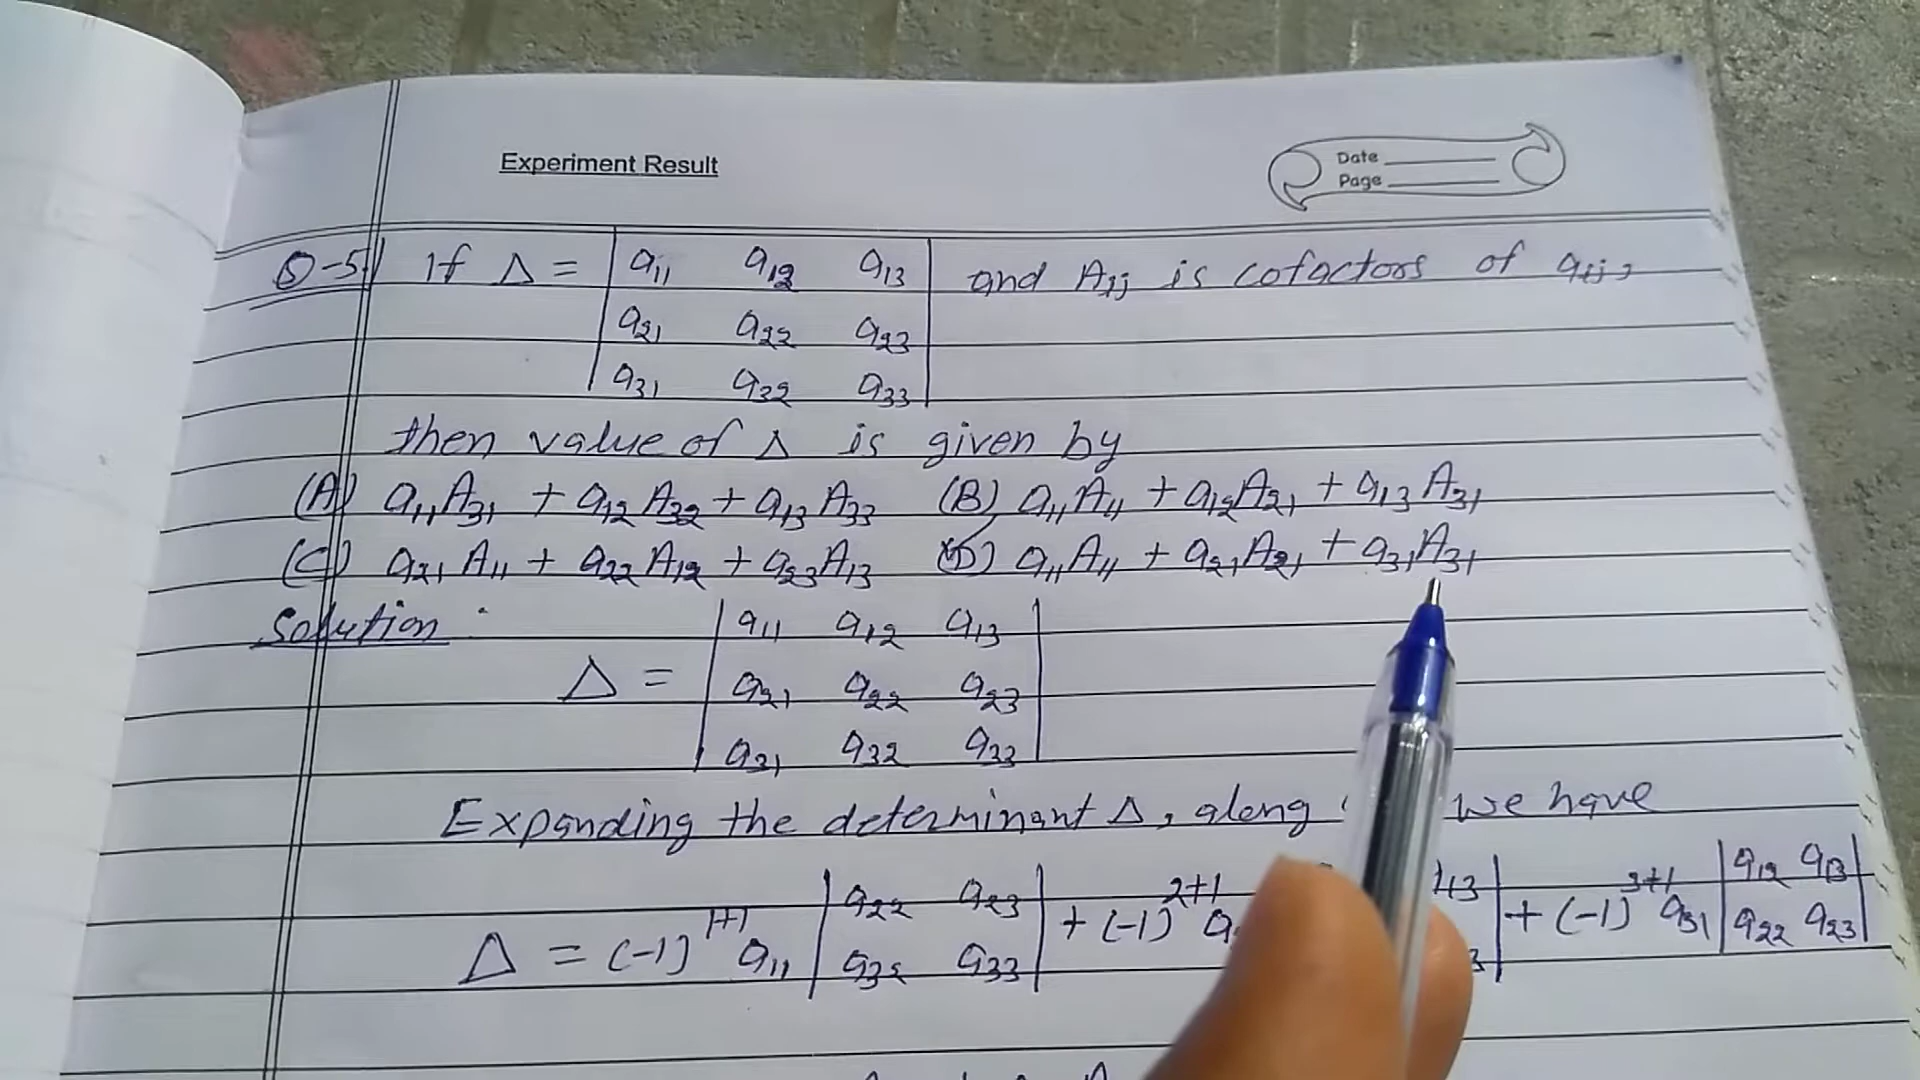 Experiment Result
Date
Page
Q-5| If Δ = | a11 a12 a13 | and Aij is cofactors of aij,
| a21 a22 a23 |
| a31 a32 a33 |
then value of Δ is given by
(A) a11A31 + a12A32 + a13A33 (B) a11A11 + a12A21 + a13A31
(C) a21A11 + a22A12 + a23A13 (D) a11A11 + a21A21 + a31A31
Solution :
| a11 a12 a13 |
Δ = | a21 a22 a23 |
| a31 a32 a33 |
Expanding the determinant Δ, along we have
Δ = (-1)^1+1 a11 | a22 a23 | + (-1)^2+1 13 | + (-1)^3+1 a31 | a12 a13 |
| a32 a33 | 3 | | a22 a23 |